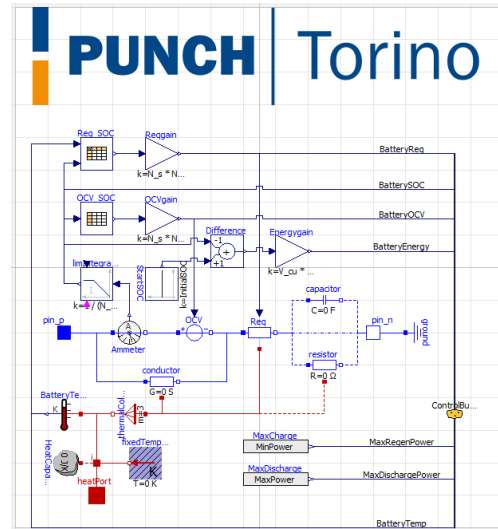 PUNCH Torino
Req_SOC
Reqgain
k=N_s * N...
BatteryReq
BatterySOC
OCV_SOC
OCVgain
k=N_s * N...
BatteryOCV
Difference
-1
+
+1
Energygain
k=V_cu * ...
BatteryEnergy
limIntegra...
StartSOC
k=InitialSOC
pin_p
A
Ammeter
OCV
+
-
Req
capacitor
C=0 F
pin_n
ground
conductor
G=0 S
resistor
R=0 Ω
BatteryTe...
K
thermalCol...
m=3
ControlBu...
HeatCapa...
fixedTemp...
K
T=0 K
heatPort
MaxCharge
MinPower
MaxRegenPower
MaxDischarge
MaxPower
MaxDischargePower
BatteryTemp